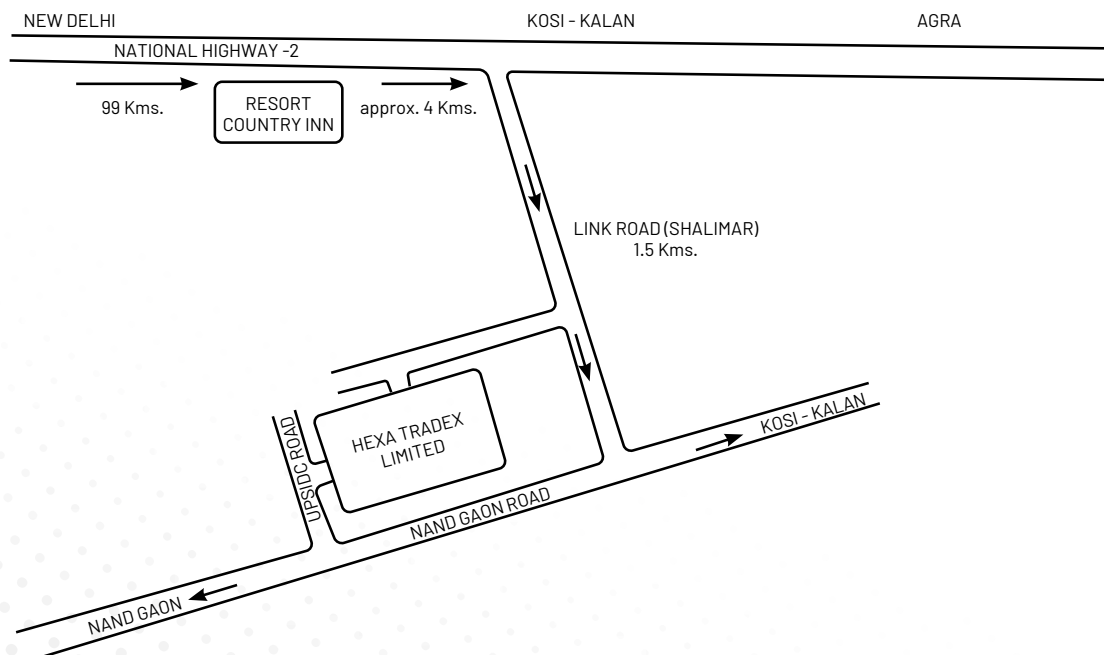 NEW DELHI
KOSI - KALAN
AGRA
NATIONAL HIGHWAY -2
99 Kms.
RESORT
COUNTRY INN
approx. 4 Kms.
LINK ROAD (SHALIMAR)
1.5 Kms.
HEXA TRADEX
LIMITED
UPSIDC ROAD
KOSI - KALAN
NAND GAON ROAD
NAND GAON